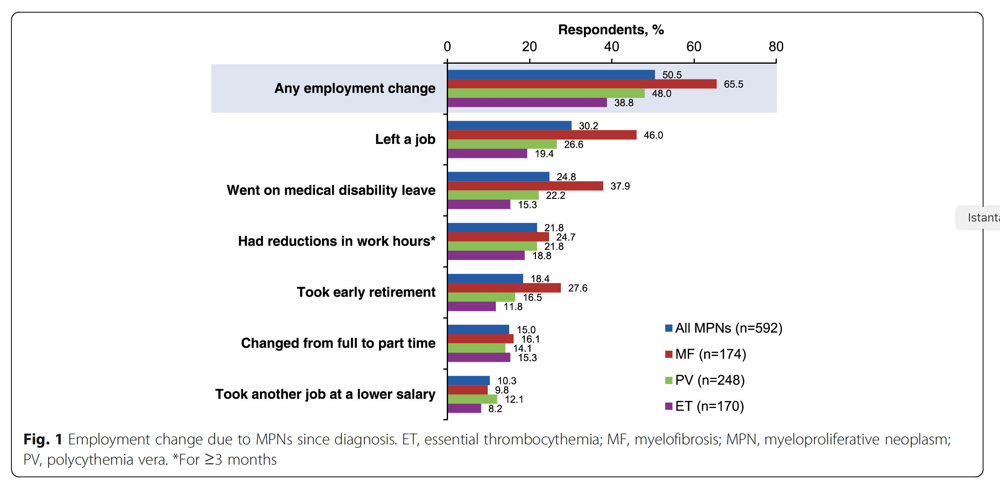 Respondents, %
0 20 40 60 80
Any employment change
50.5
65.5
48.0
38.8
Left a job
30.2
46.0
26.6
19.4
Went on medical disability leave
24.8
37.9
22.2
15.3
Had reductions in work hours*
21.8
24.7
21.8
18.8
Took early retirement
18.4
27.6
16.5
11.8
Changed from full to part time
15.0
16.1
14.1
15.3
Took another job at a lower salary
10.3
9.8
12.1
8.2
All MPNs (n=592)
MF (n=174)
PV (n=248)
ET (n=170)
Fig. 1 Employment change due to MPNs since diagnosis. ET, essential thrombocythemia; MF, myelofibrosis; MPN, myeloproliferative neoplasm;
PV, polycythemia vera. *For ≥3 months